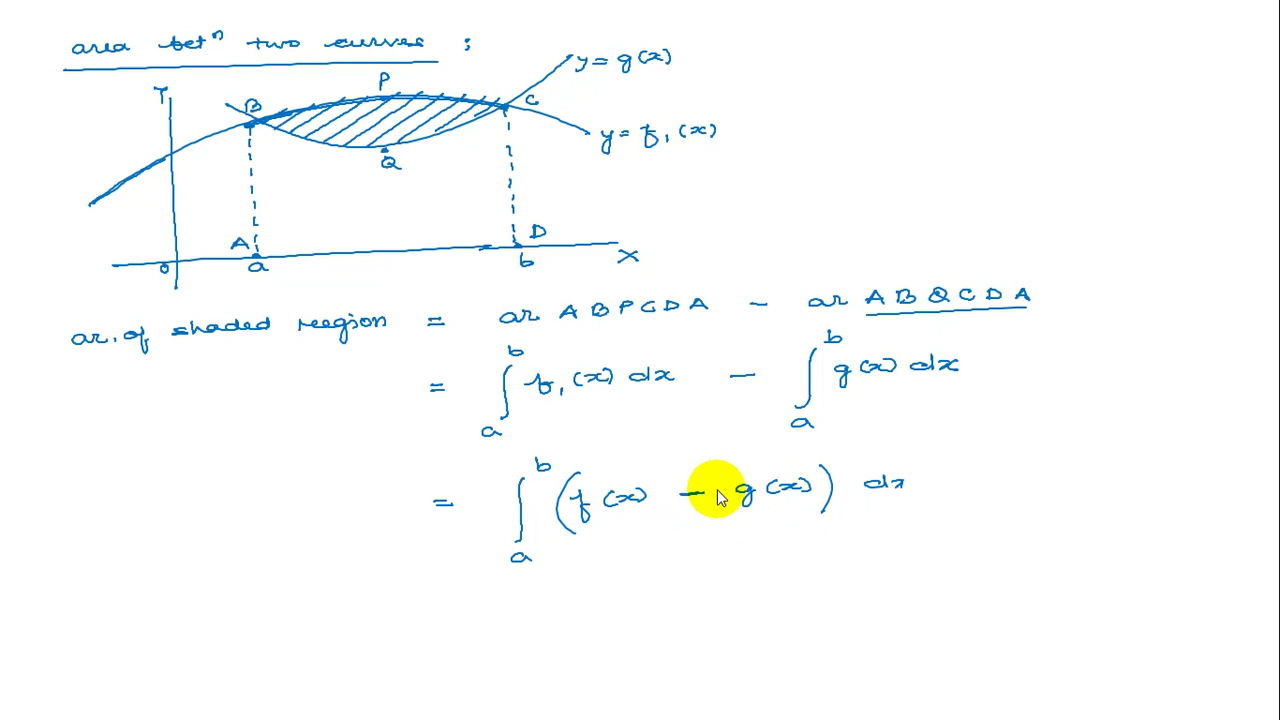 area betⁿ two curves :
y = g(x)
P
Y
B
C
y = f₁(x)
Q
A
D
O
a
b
X
ar. of shaded reegion = ar ABPCDA - ar ABQCDA
= ∫ₐᵇ f₁(x) dx - ∫ₐᵇ g(x) dx
= ∫ₐᵇ (f(x) - g(x)) dx